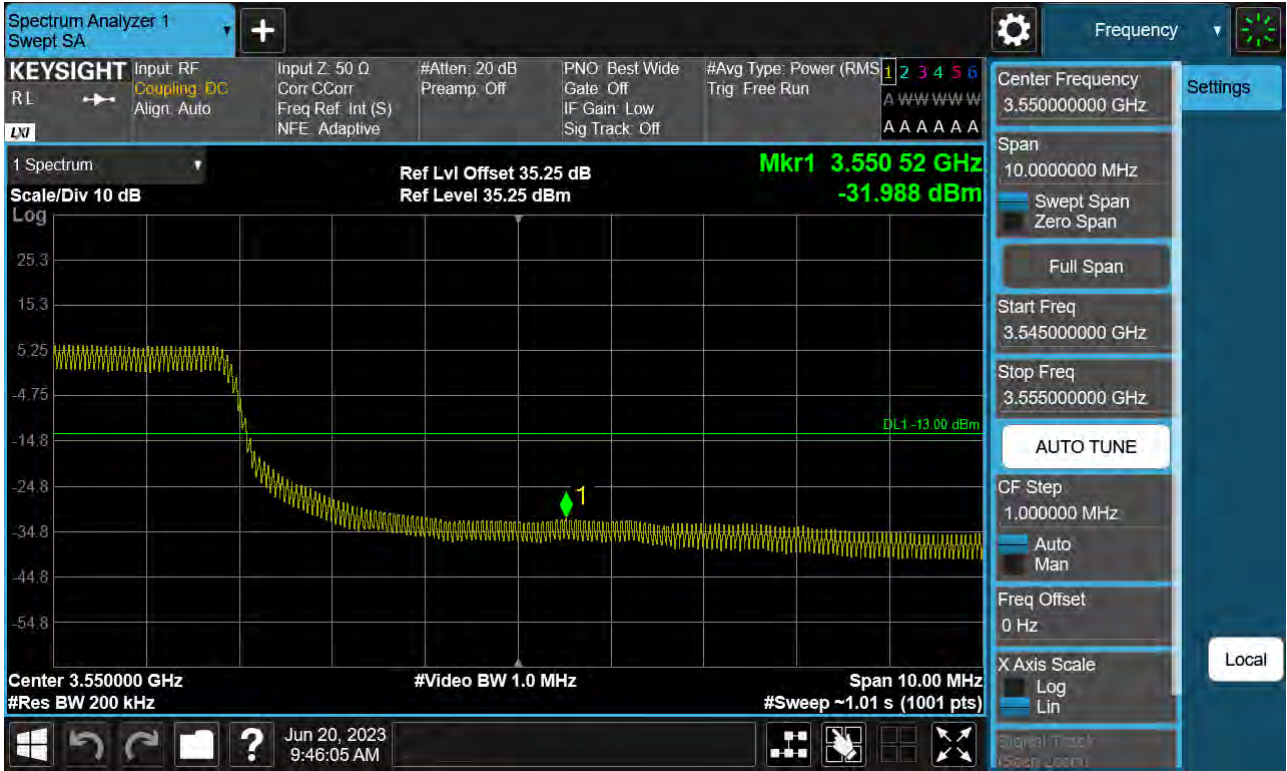 Spectrum Analyzer 1
Swept SA
+
Frequency
KEYSIGHT
RL
LXI
Input: RF
Coupling: DC
Align: Auto
Input Z: 50 Ω
Corr CCorr
Freq Ref: Int (S)
NFE: Adaptive
#Atten: 20 dB
Preamp: Off
PNO: Best Wide
Gate: Off
IF Gain: Low
Sig Track: Off
#Avg Type: Power (RMS
Trig: Free Run
1 2 3 4 5 6
A W W W W W
A A A A A A
1 Spectrum
Scale/Div 10 dB
Log
Ref Lvl Offset 35.25 dB
Ref Level 35.25 dBm
Mkr1 3.550 52 GHz
-31.988 dBm
25.3
15.3
5.25
-4.75
-14.8
-24.8
-34.8
-44.8
-54.8
DL1 -13.00 dBm
1
Center 3.550000 GHz
#Res BW 200 kHz
#Video BW 1.0 MHz
Span 10.00 MHz
#Sweep ~1.01 s (1001 pts)
Center Frequency
3.550000000 GHz
Settings
Span
10.0000000 MHz
Swept Span
Zero Span
Full Span
Start Freq
3.545000000 GHz
Stop Freq
3.555000000 GHz
AUTO TUNE
CF Step
1.000000 MHz
Auto
Man
Freq Offset
0 Hz
X Axis Scale
Log
Lin
Local
Signal Track
(Span Zoom)
?
Jun 20, 2023
9:46:05 AM